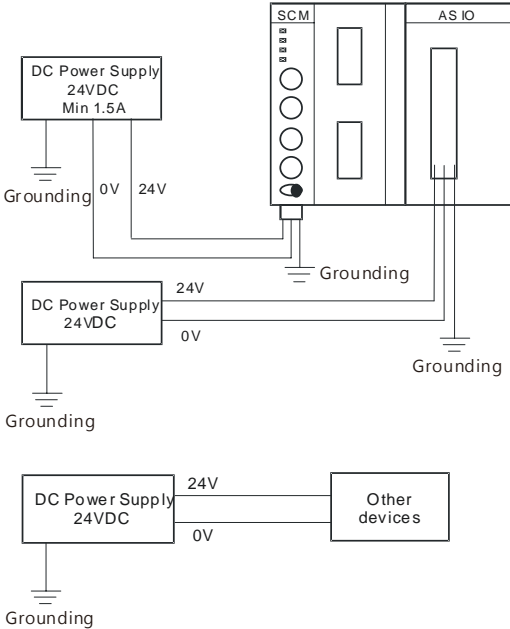 SCM
AS IO
DC Power Supply
24VDC
Min 1.5A
Grounding
0V
24V
Grounding
24V
DC Power Supply
24VDC
0V
Grounding
Grounding
24V
DC Power Supply
24VDC
0V
Other
devices
Grounding